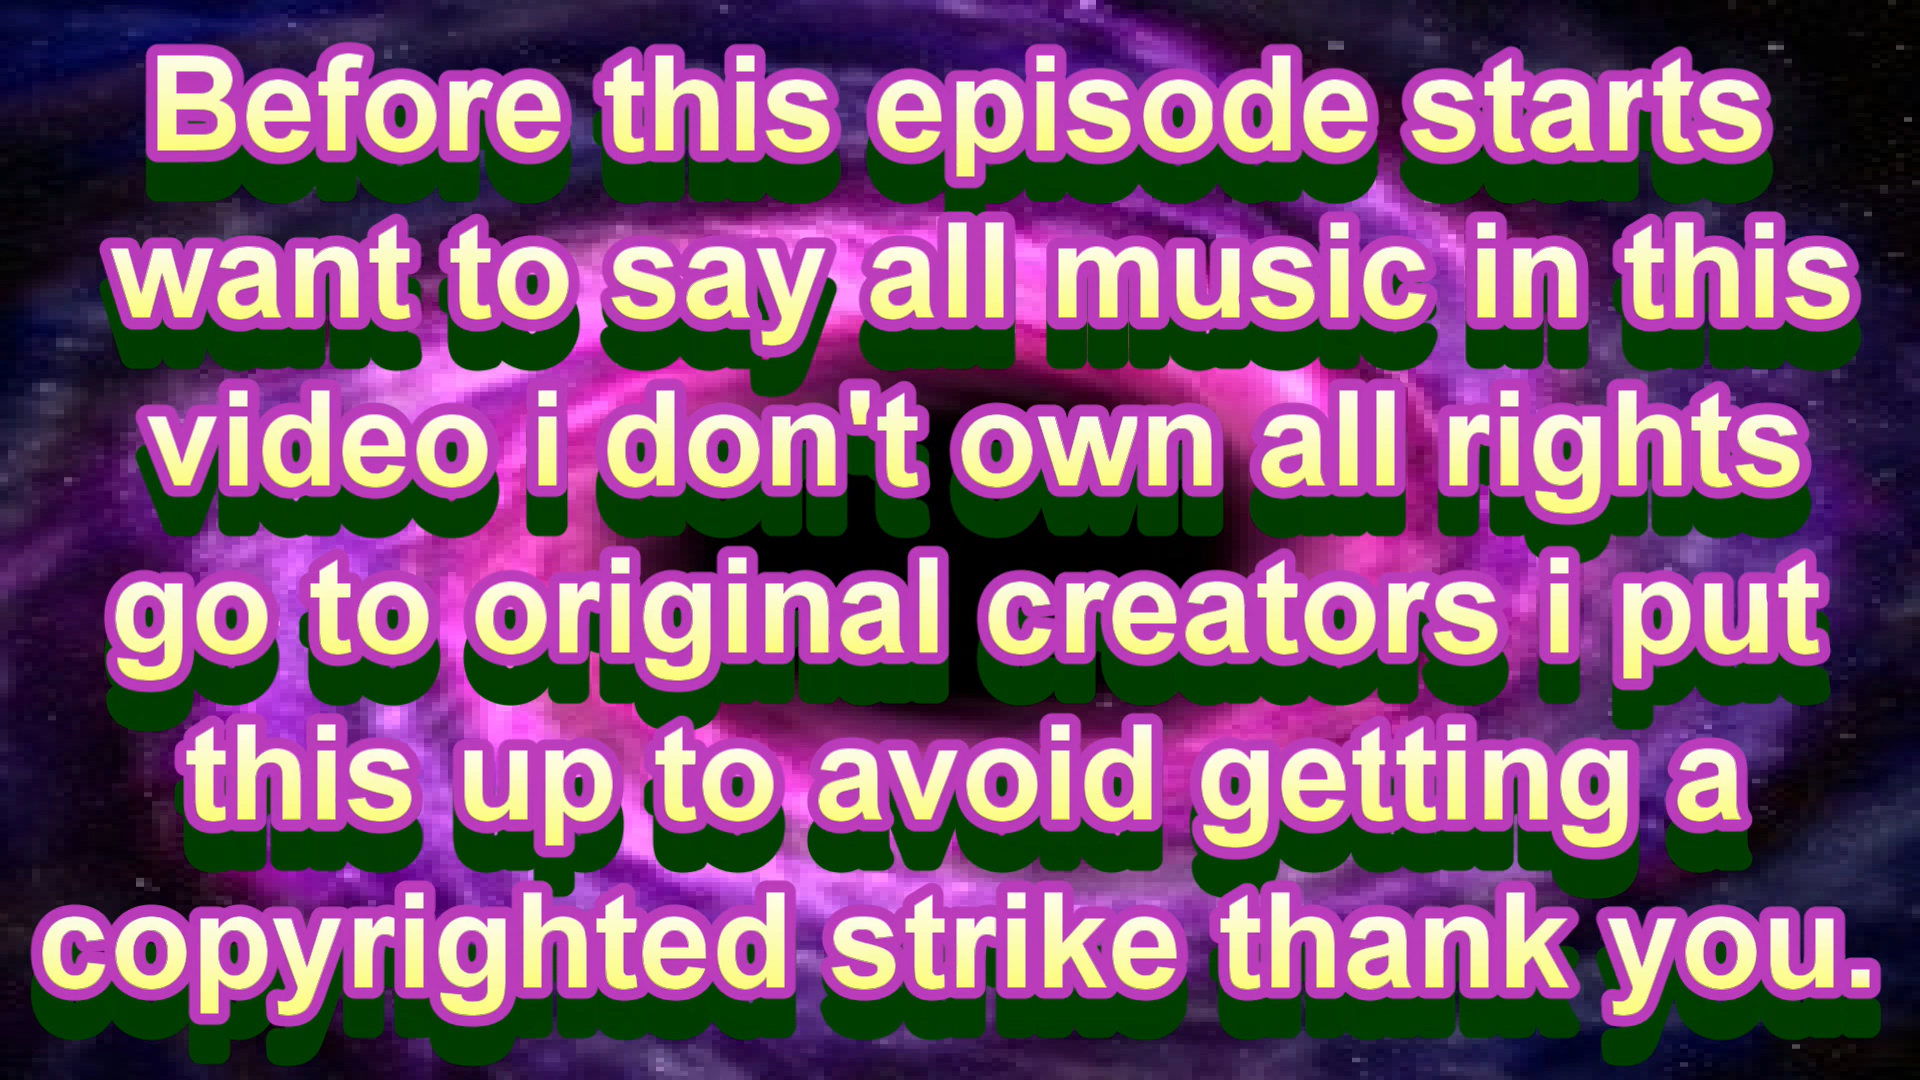 Before this episode starts
want to say all music in this
video i don't own all rights
go to original creators i put
this up to avoid getting a
copyrighted strike thank you.